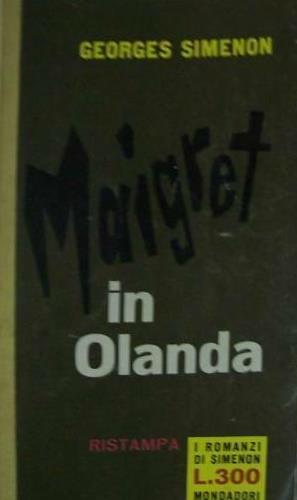 GEORGES SIMENON
Maigret
in
Olanda
RISTAMPA
I ROMANZI
DI SIMENON
L.300
MONDADORI